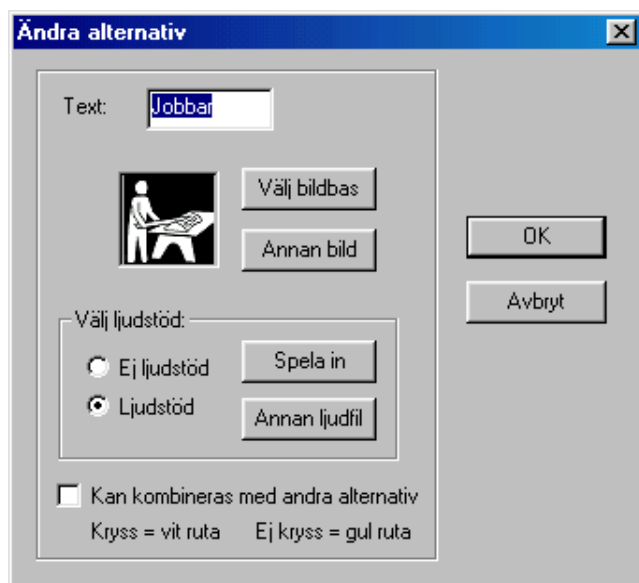 Ändra alternativ
Text: Jobbar
Välj bildbas
Annan bild
OK
Avbryt
Välj ljudstöd:
Ej ljudstöd
Spela in
Ljudstöd
Annan ljudfil
Kan kombineras med andra alternativ
Kryss = vit ruta Ej kryss = gul ruta